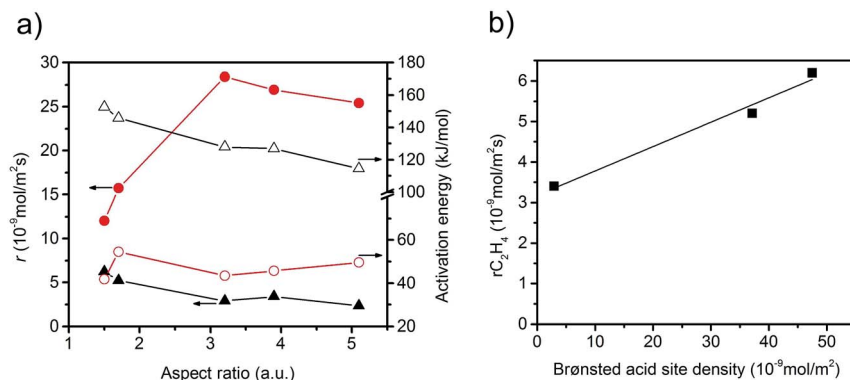 a)
r (10⁻⁹mol/m²s)
30
25
20
15
10
5
0
1 2 3 4 5
Aspect ratio (a.u.)
180
160
140
120
100
60
40
20
Activation energy (kJ/mol)
b)
rC₂H₄ (10⁻⁹mol/m²s)
6
5
4
3
2
1
0
0 10 20 30 40 50
Brønsted acid site density (10⁻⁹mol/m²)